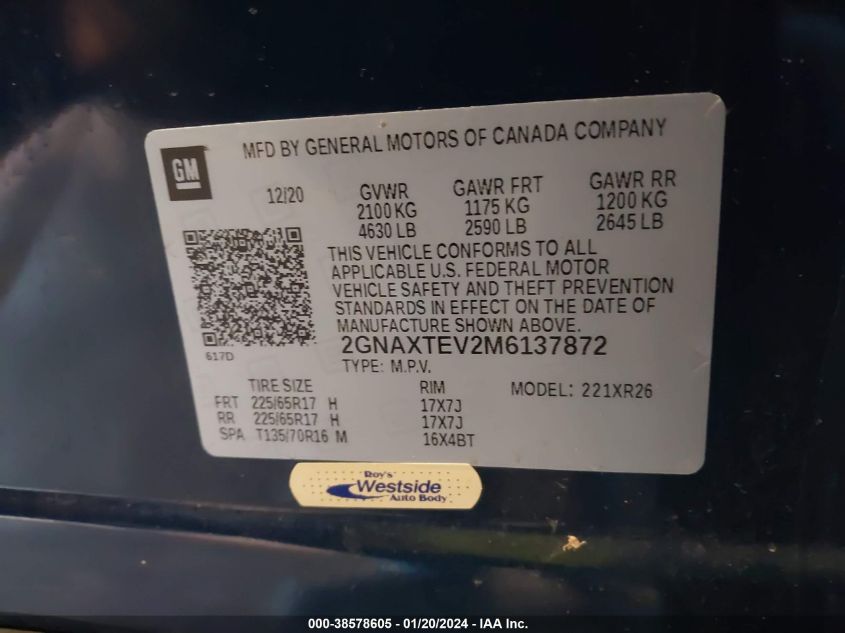 GM
MFD BY GENERAL MOTORS OF CANADA COMPANY
12/20 GVWR GAWR FRT GAWR RR
2100 KG 1175 KG 1200 KG
4630 LB 2590 LB 2645 LB
THIS VEHICLE CONFORMS TO ALL
APPLICABLE U.S. FEDERAL MOTOR
VEHICLE SAFETY AND THEFT PREVENTION
STANDARDS IN EFFECT ON THE DATE OF
MANUFACTURE SHOWN ABOVE.
617D
2GNAXTEV2M6137872
TYPE: M.P.V.
TIRE SIZE RIM MODEL: 221XR26
FRT 225/65R17 H 17X7J
RR 225/65R17 H 17X7J
SPA T135/70R16 M 16X4BT
Roy's
Westside
Auto Body
000-38578605 - 01/20/2024 - IAA Inc.